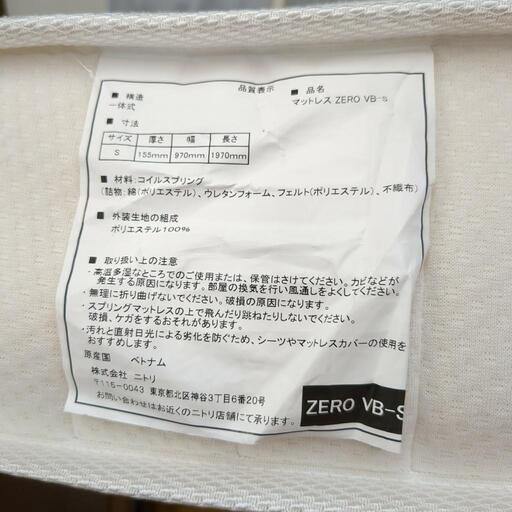 品質表示
■ 構造
一体式
■ 品名
マットレス ZERO VB-S
■ 寸法
サイズ 厚さ 幅 長さ
S 155mm 970mm 1970mm
■ 材料:コイルスプリング
(詰物:綿(ポリエステル)、ウレタンフォーム、フェルト(ポリエステル)、不織布)
■ 外装生地の組成
ポリエステル100%
■ 取り扱い上の注意
・高温多湿なところでのご使用または、保管はさけてください。カビなどが
発生する原因になります。部屋の換気を行い風通しをよくしてください。
・無理に折り曲げないでください。破損の原因になります。
・スプリングマットレスの上で飛んだり跳ねたりしないでください。
破損、ケガをするおそれがあります。
・汚れと直射日光による劣化を防ぐため、シーツやマットレスカバーの使用を
おすすめします。
原産国 ベトナム
株式会社 ニトリ
〒115-0043 東京都北区神谷3丁目6番20号
お問い合わせはお近くのニトリ店舗にて承ります。
ZERO VB-S